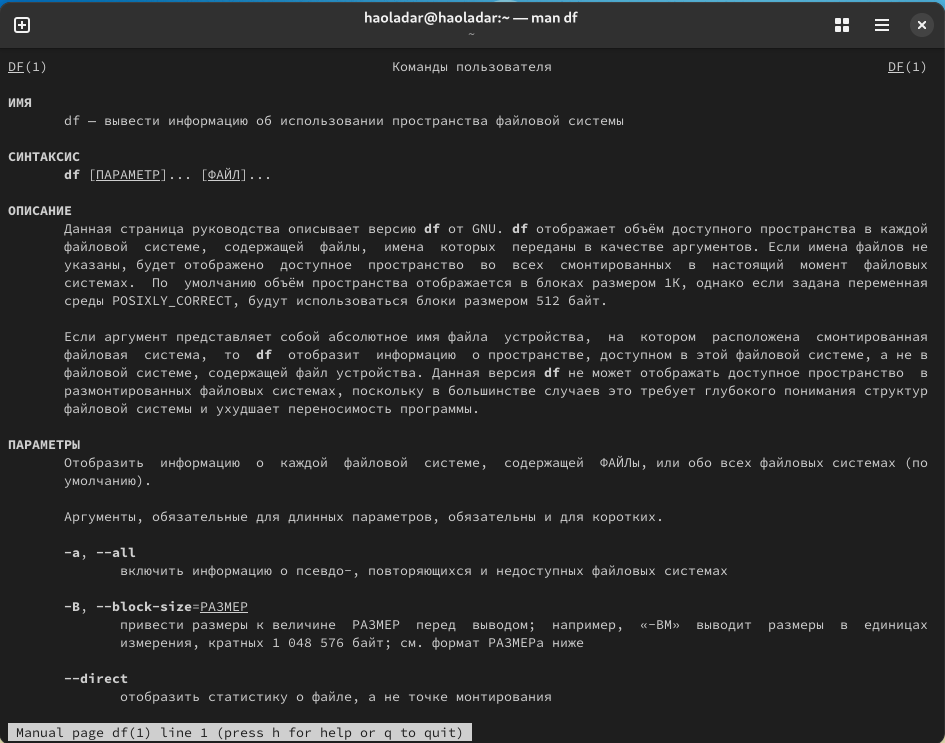 haoladar@haoladar:~ — man df
~
DF(1) Команды пользователя DF(1)
ИМЯ
df — вывести информацию об использовании пространства файловой системы
СИНТАКСИС
df [ПАРАМЕТР]... [ФАЙЛ]...
ОПИСАНИЕ
Данная страница руководства описывает версию df от GNU. df отображает объём доступного пространства в каждой
файловой системе, содержащей файлы, имена которых переданы в качестве аргументов. Если имена файлов не
указаны, будет отображено доступное пространство во всех смонтированных в настоящий момент файловых
системах. По умолчанию объём пространства отображается в блоках размером 1K, однако если задана переменная
среды POSIXLY_CORRECT, будут использоваться блоки размером 512 байт.
Если аргумент представляет собой абсолютное имя файла устройства, на котором расположена смонтированная
файловая система, то df отобразит информацию о пространстве, доступном в этой файловой системе, а не в
файловой системе, содержащей файл устройства. Данная версия df не может отображать доступное пространство в
размонтированных файловых системах, поскольку в большинстве случаев это требует глубокого понимания структур
файловой системы и ухудшает переносимость программы.
ПАРАМЕТРЫ
Отобразить информацию о каждой файловой системе, содержащей ФАЙЛы, или обо всех файловых системах (по
умолчанию).
Аргументы, обязательные для длинных параметров, обязательны и для коротких.
-a, --all
включить информацию о псевдо-, повторяющихся и недоступных файловых системах
-B, --block-size=РАЗМЕР
привести размеры к величине РАЗМЕР перед выводом; например, «-BM» выводит размеры в единицах
измерения, кратных 1 048 576 байт; см. формат РАЗМЕРа ниже
--direct
отобразить статистику о файле, а не точке монтирования
Manual page df(1) line 1 (press h for help or q to quit)